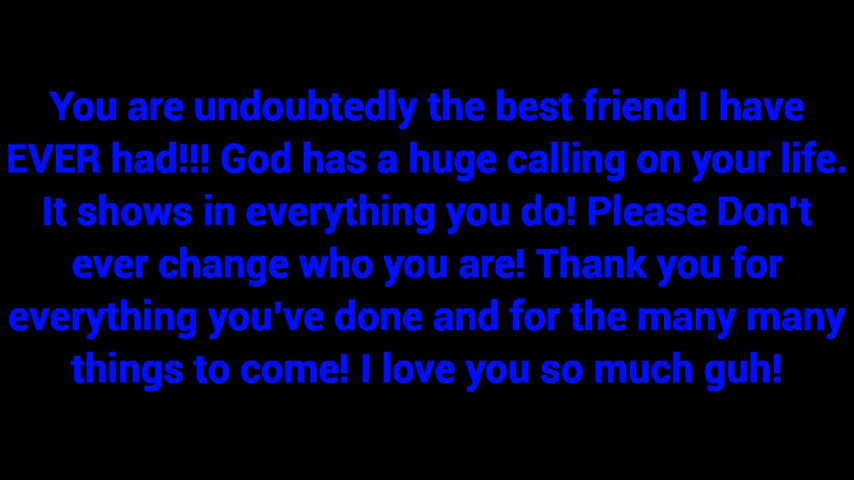 You are undoubtedly the best friend I have
EVER had!!! God has a huge calling on your life.
It shows in everything you do! Please Don't
ever change who you are! Thank you for
everything you've done and for the many many
things to come! I love you so much guh!